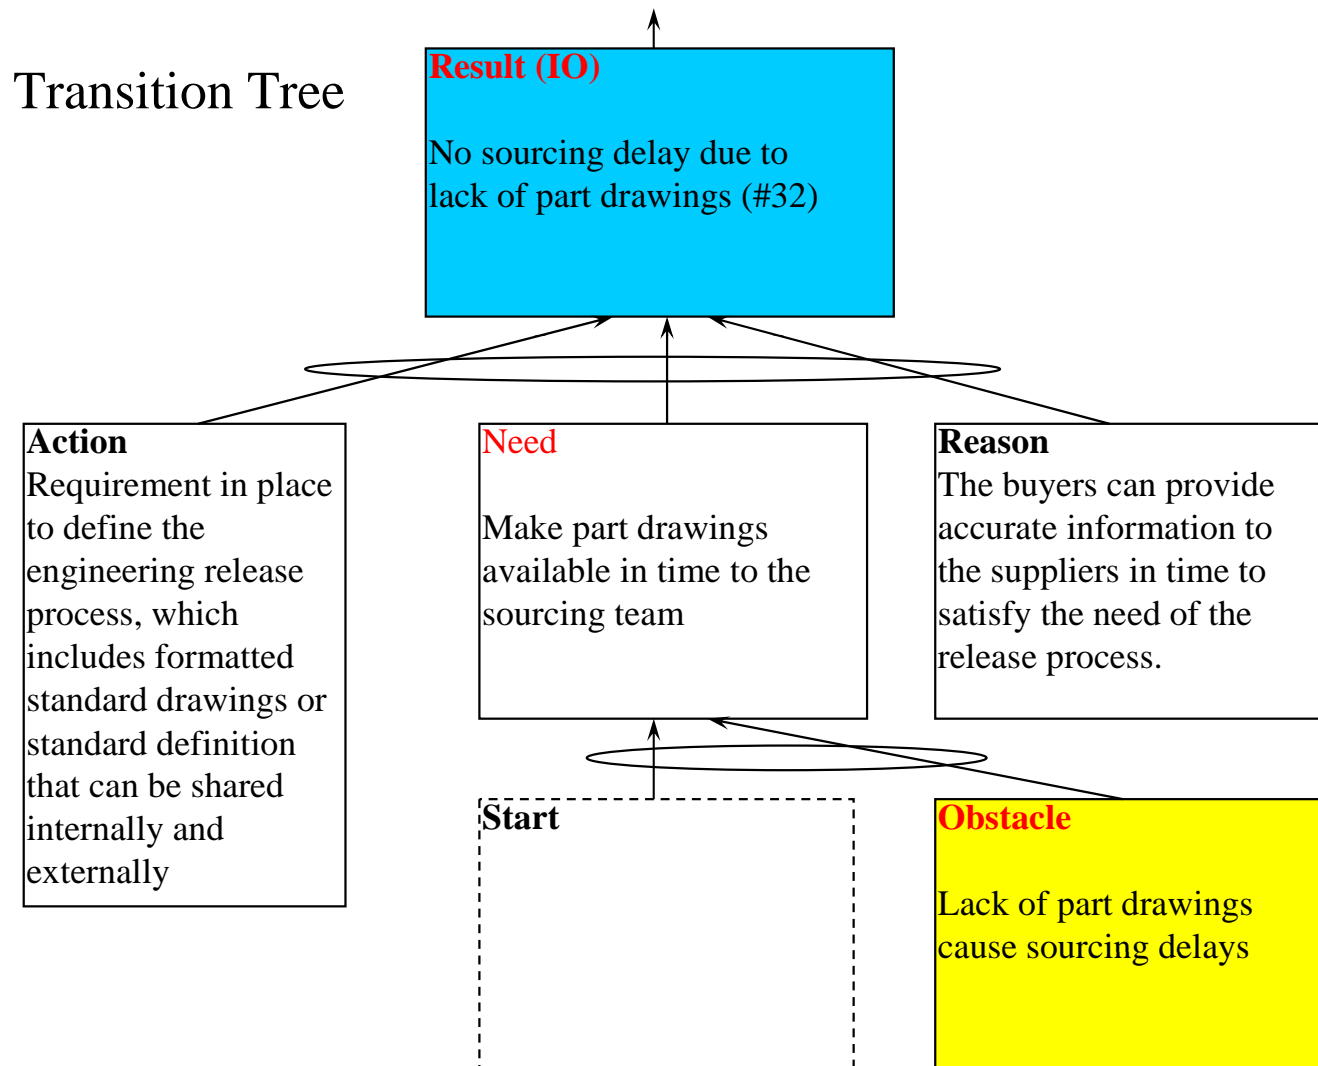 Transition Tree
Result (IO)
No sourcing delay due to
lack of part drawings (#32)
Action
Requirement in place
to define the
engineering release
process, which
includes formatted
standard drawings or
standard definition
that can be shared
internally and
externally
Need
Make part drawings
available in time to the
sourcing team
Reason
The buyers can provide
accurate information to
the suppliers in time to
satisfy the need of the
release process.
Start
Obstacle
Lack of part drawings
cause sourcing delays